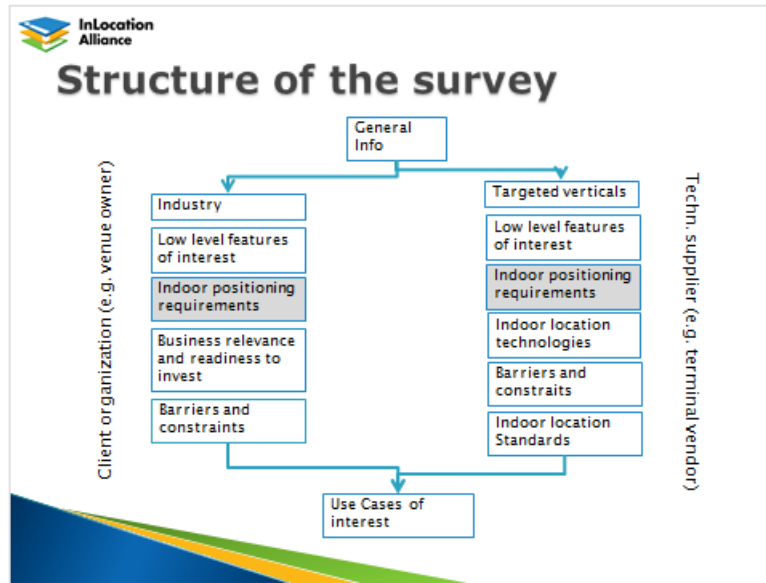 InLocation
Alliance
Structure of the survey
General
Info
Client organization (e.g. venue owner)
Industry
Low level features
of interest
Indoor positioning
requirements
Business relevance
and readiness to
invest
Barriers and
constraints
Targeted verticals
Low level features
of interest
Indoor positioning
requirements
Indoor location
technologies
Barriers and
constraits
Indoor location
Standards
Techn. supplier (e.g. terminal vendor)
Use Cases of
interest